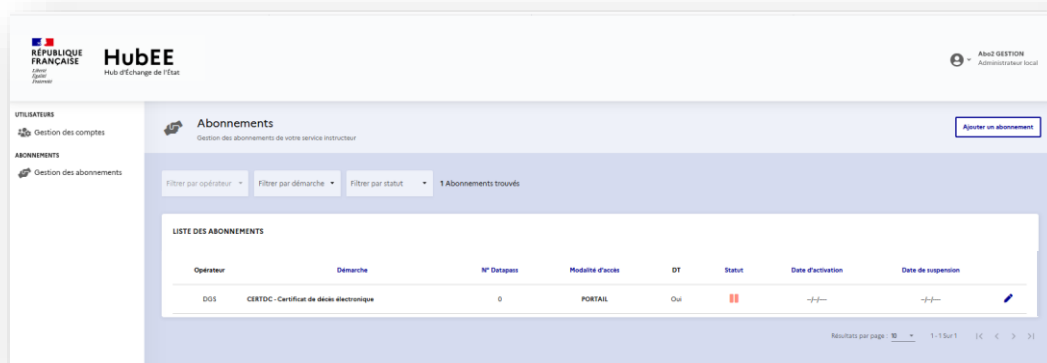 RÉPUBLIQUE
FRANÇAISE
Liberté
Égalité
Fraternité
HubEE
Hub d'Échange de l'État
Abo2 GESTION
Administrateur local
UTILISATEURS
Gestion des comptes
ABONNEMENTS
Gestion des abonnements
Abonnements
Gestion des abonnements de votre service instructeur
Ajouter un abonnement
Filtrer par opérateur
Filtrer par démarche
Filtrer par statut
1 Abonnements trouvés
LISTE DES ABONNEMENTS
Opérateur Démarche N° Datapass Modalité d'accès DT Statut Date d'activation Date de suspension
DGS CERTDC - Certificat de décès électronique 0 PORTAIL Oui --/--/---- --/--/----
Résultats par page : 10 1 - 1 Sur 1 |< < > >|